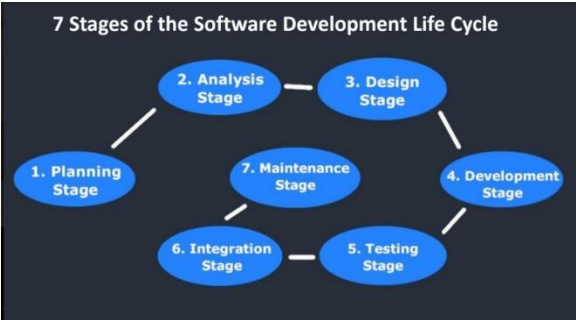 7 Stages of the Software Development Life Cycle
1. Planning
Stage
2. Analysis
Stage
3. Design
Stage
4. Development
Stage
5. Testing
Stage
6. Integration
Stage
7. Maintenance
Stage